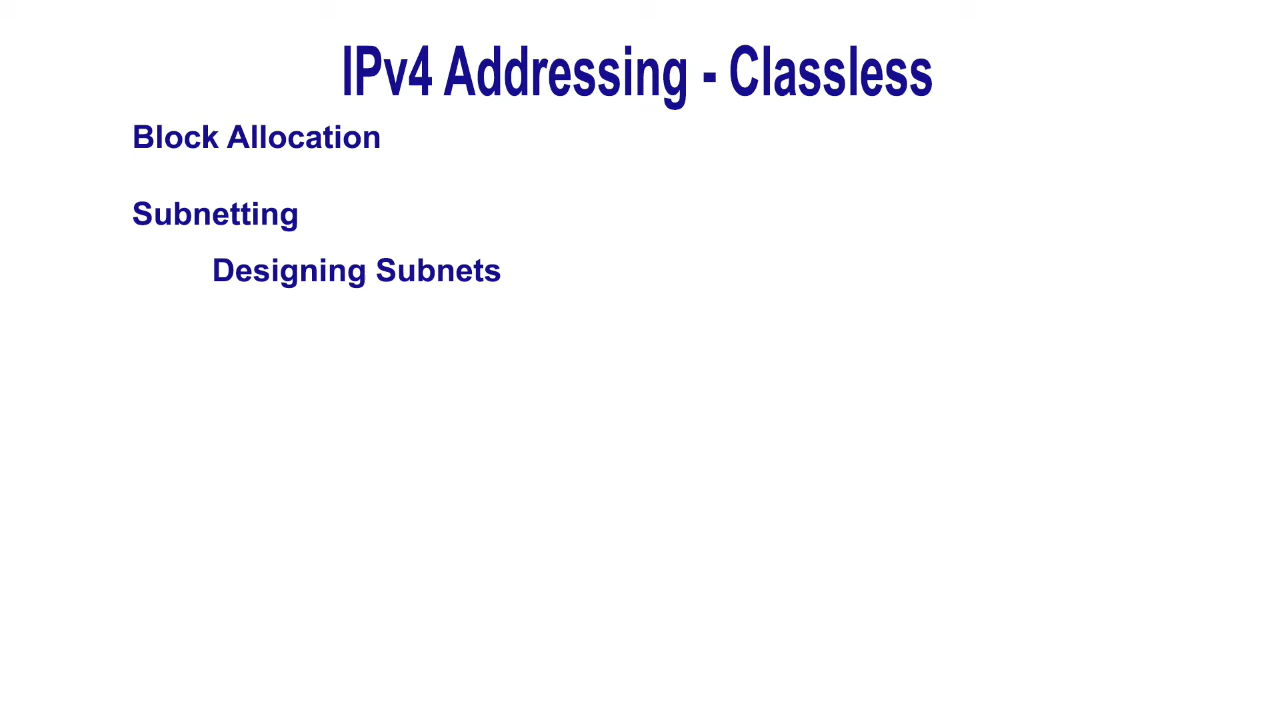 IPv4 Addressing - Classless
Block Allocation
Subnetting
Designing Subnets